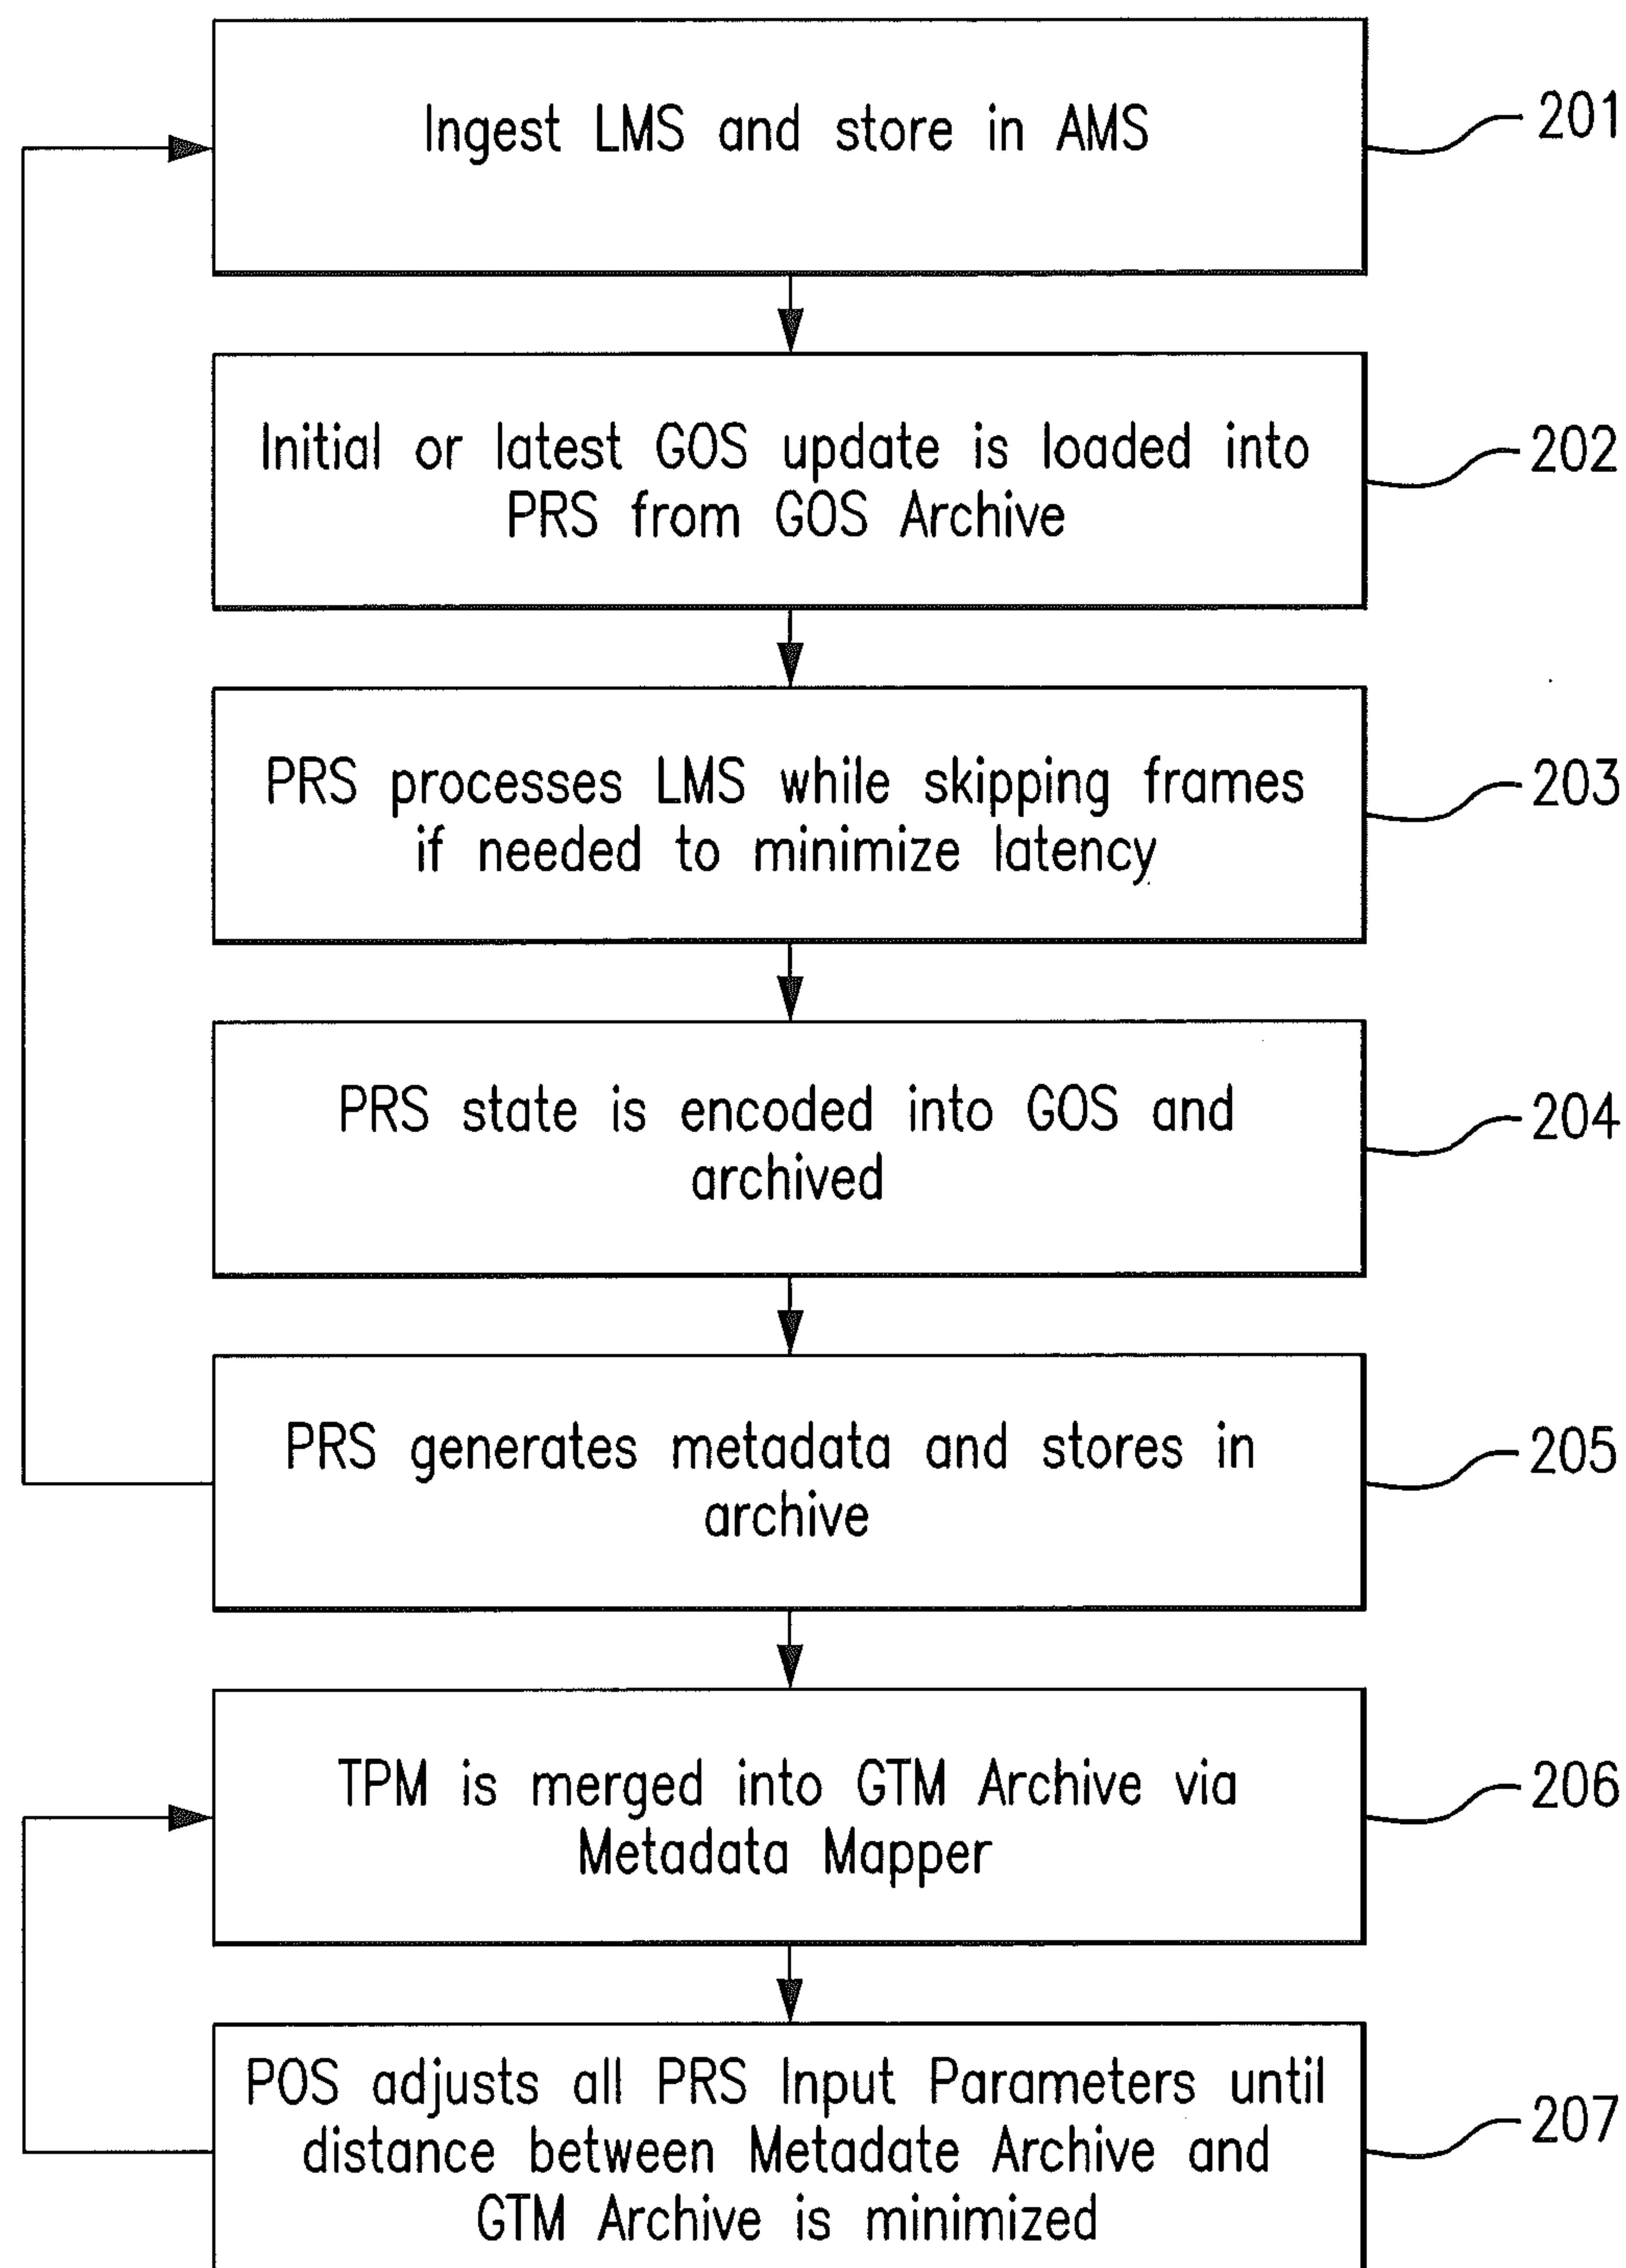 Ingest LMS and store in AMS
201
Initial or latest GOS update is loaded into
PRS from GOS Archive
202
PRS processes LMS while skipping frames
if needed to minimize latency
203
PRS state is encoded into GOS and
archived
204
PRS generates metadata and stores in
archive
205
TPM is merged into GTM Archive via
Metadata Mapper
206
POS adjusts all PRS Input Parameters until
distance between Metadate Archive and
GTM Archive is minimized
207